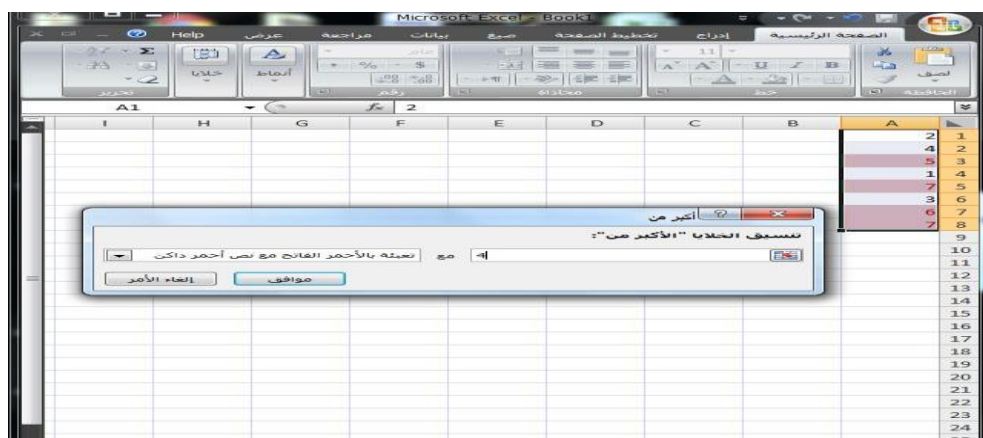 Microsoft Excel - Book1
الصفحة الرئيسية إدراج تخطيط الصفحة صيغ بيانات مراجعة عرض Help
لصق 11 عام أنماط خلايا
B I U $ %
الحافظة خط محاذاة رقم تحرير
A1 fx 2
A B C D E F G H I
1 2
2 4
3 5
4 1
5 7
6 3
7 6
8 7
9
10
11
12
13
14
15
16
17
18
19
20
21
22
23
24
أكبر من
تنسيق الخلايا "الأكبر من":
4 مع تعبئة بالأحمر الفاتح مع نص أحمر داكن
موافق إلغاء الأمر